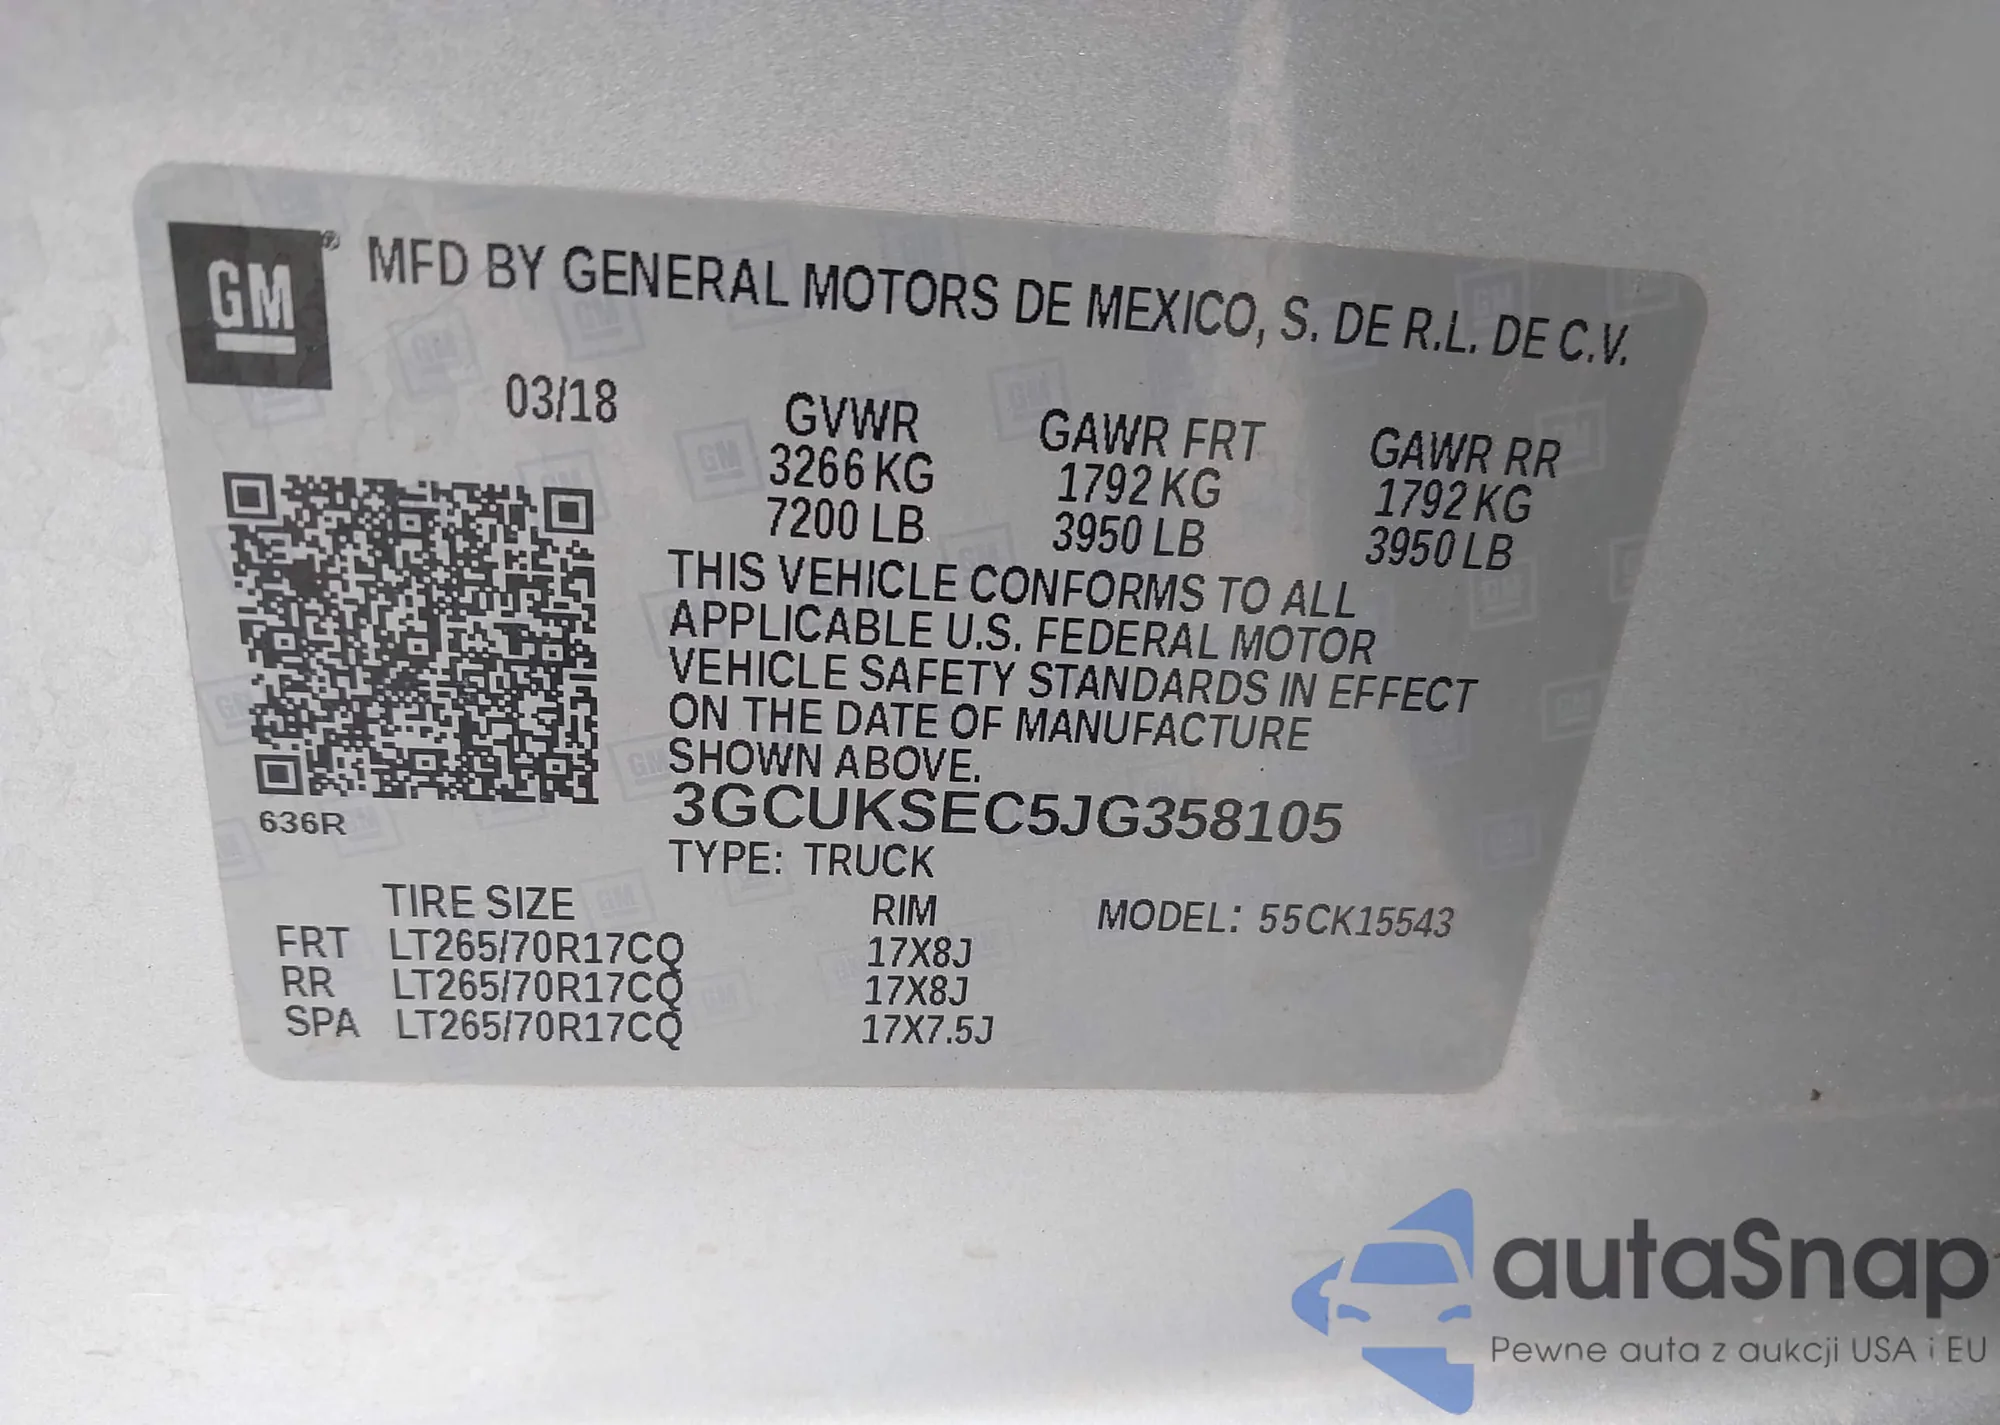 GM® MFD BY GENERAL MOTORS DE MEXICO, S. DE R.L. DE C.V.
03/18
GVWR GAWR FRT GAWR RR
3266 KG 1792 KG 1792 KG
7200 LB 3950 LB 3950 LB
THIS VEHICLE CONFORMS TO ALL
APPLICABLE U.S. FEDERAL MOTOR
VEHICLE SAFETY STANDARDS IN EFFECT
ON THE DATE OF MANUFACTURE
SHOWN ABOVE.
636R
3GCUKSEC5JG358105
TYPE: TRUCK
TIRE SIZE RIM MODEL: 55CK15543
FRT LT265/70R17CQ 17X8J
RR LT265/70R17CQ 17X8J
SPA LT265/70R17CQ 17X7.5J
autaSnap
Pewne auta z aukcji USA i EU